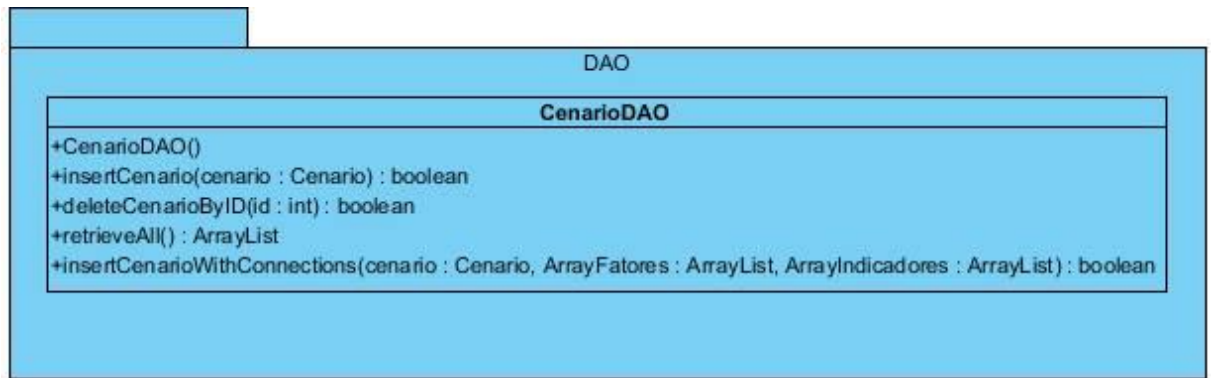 DAO
CenarioDAO
+CenarioDAO()
+insertCenario(cenario : Cenario) : boolean
+deleteCenarioByID(id : int) : boolean
+retrieveAll() : ArrayList
+insertCenarioWithConnections(cenario : Cenario, ArrayFatores : ArrayList, ArrayIndicadores : ArrayList) : boolean